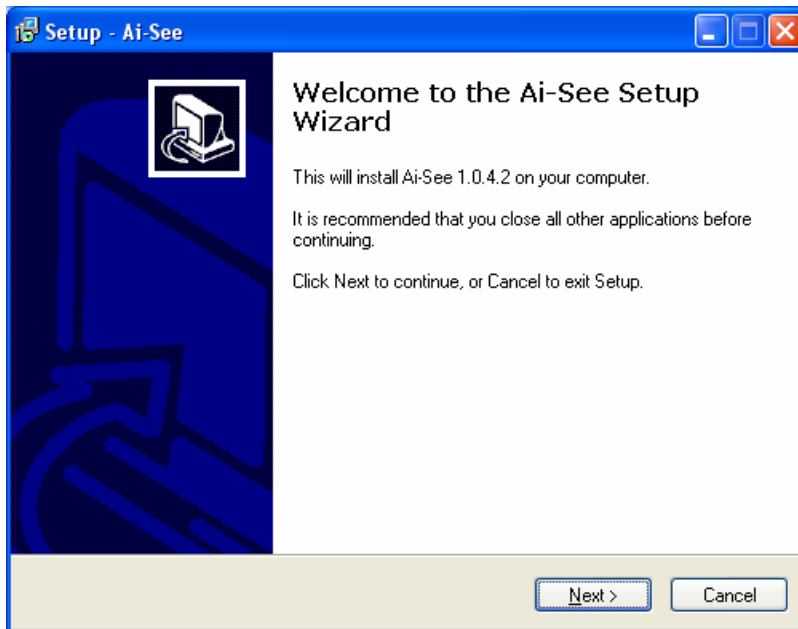 Setup - Ai-See
Welcome to the Ai-See Setup
Wizard
This will install Ai-See 1.0.4.2 on your computer.
It is recommended that you close all other applications before
continuing.
Click Next to continue, or Cancel to exit Setup.
Next >
Cancel